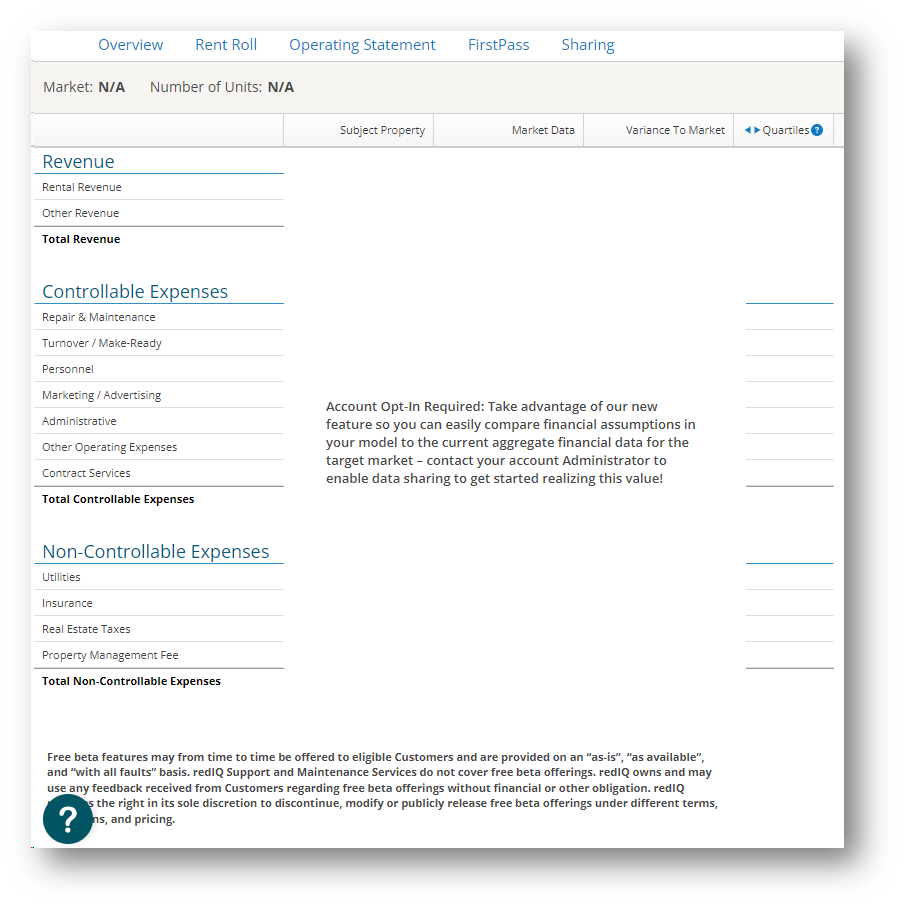 Overview Rent Roll Operating Statement FirstPass Sharing
Market: N/A Number of Units: N/A
Subject Property Market Data Variance To Market Quartiles ?
Revenue
Rental Revenue
Other Revenue
Total Revenue
Controllable Expenses
Repair & Maintenance
Turnover / Make-Ready
Personnel
Marketing / Advertising
Administrative
Other Operating Expenses
Contract Services
Total Controllable Expenses
Account Opt-In Required: Take advantage of our new
feature so you can easily compare financial assumptions in
your model to the current aggregate financial data for the
target market – contact your account Administrator to
enable data sharing to get started realizing this value!
Non-Controllable Expenses
Utilities
Insurance
Real Estate Taxes
Property Management Fee
Total Non-Controllable Expenses
Free beta features may from time to time be offered to eligible Customers and are provided on an “as-is”, “as available”,
and “with all faults” basis. redIQ Support and Maintenance Services do not cover free beta offerings. redIQ owns and may
use any feedback received from Customers regarding free beta offerings without financial or other obligation. redIQ
the right in its sole discretion to discontinue, modify or publicly release free beta offerings under different terms,
and pricing.
?